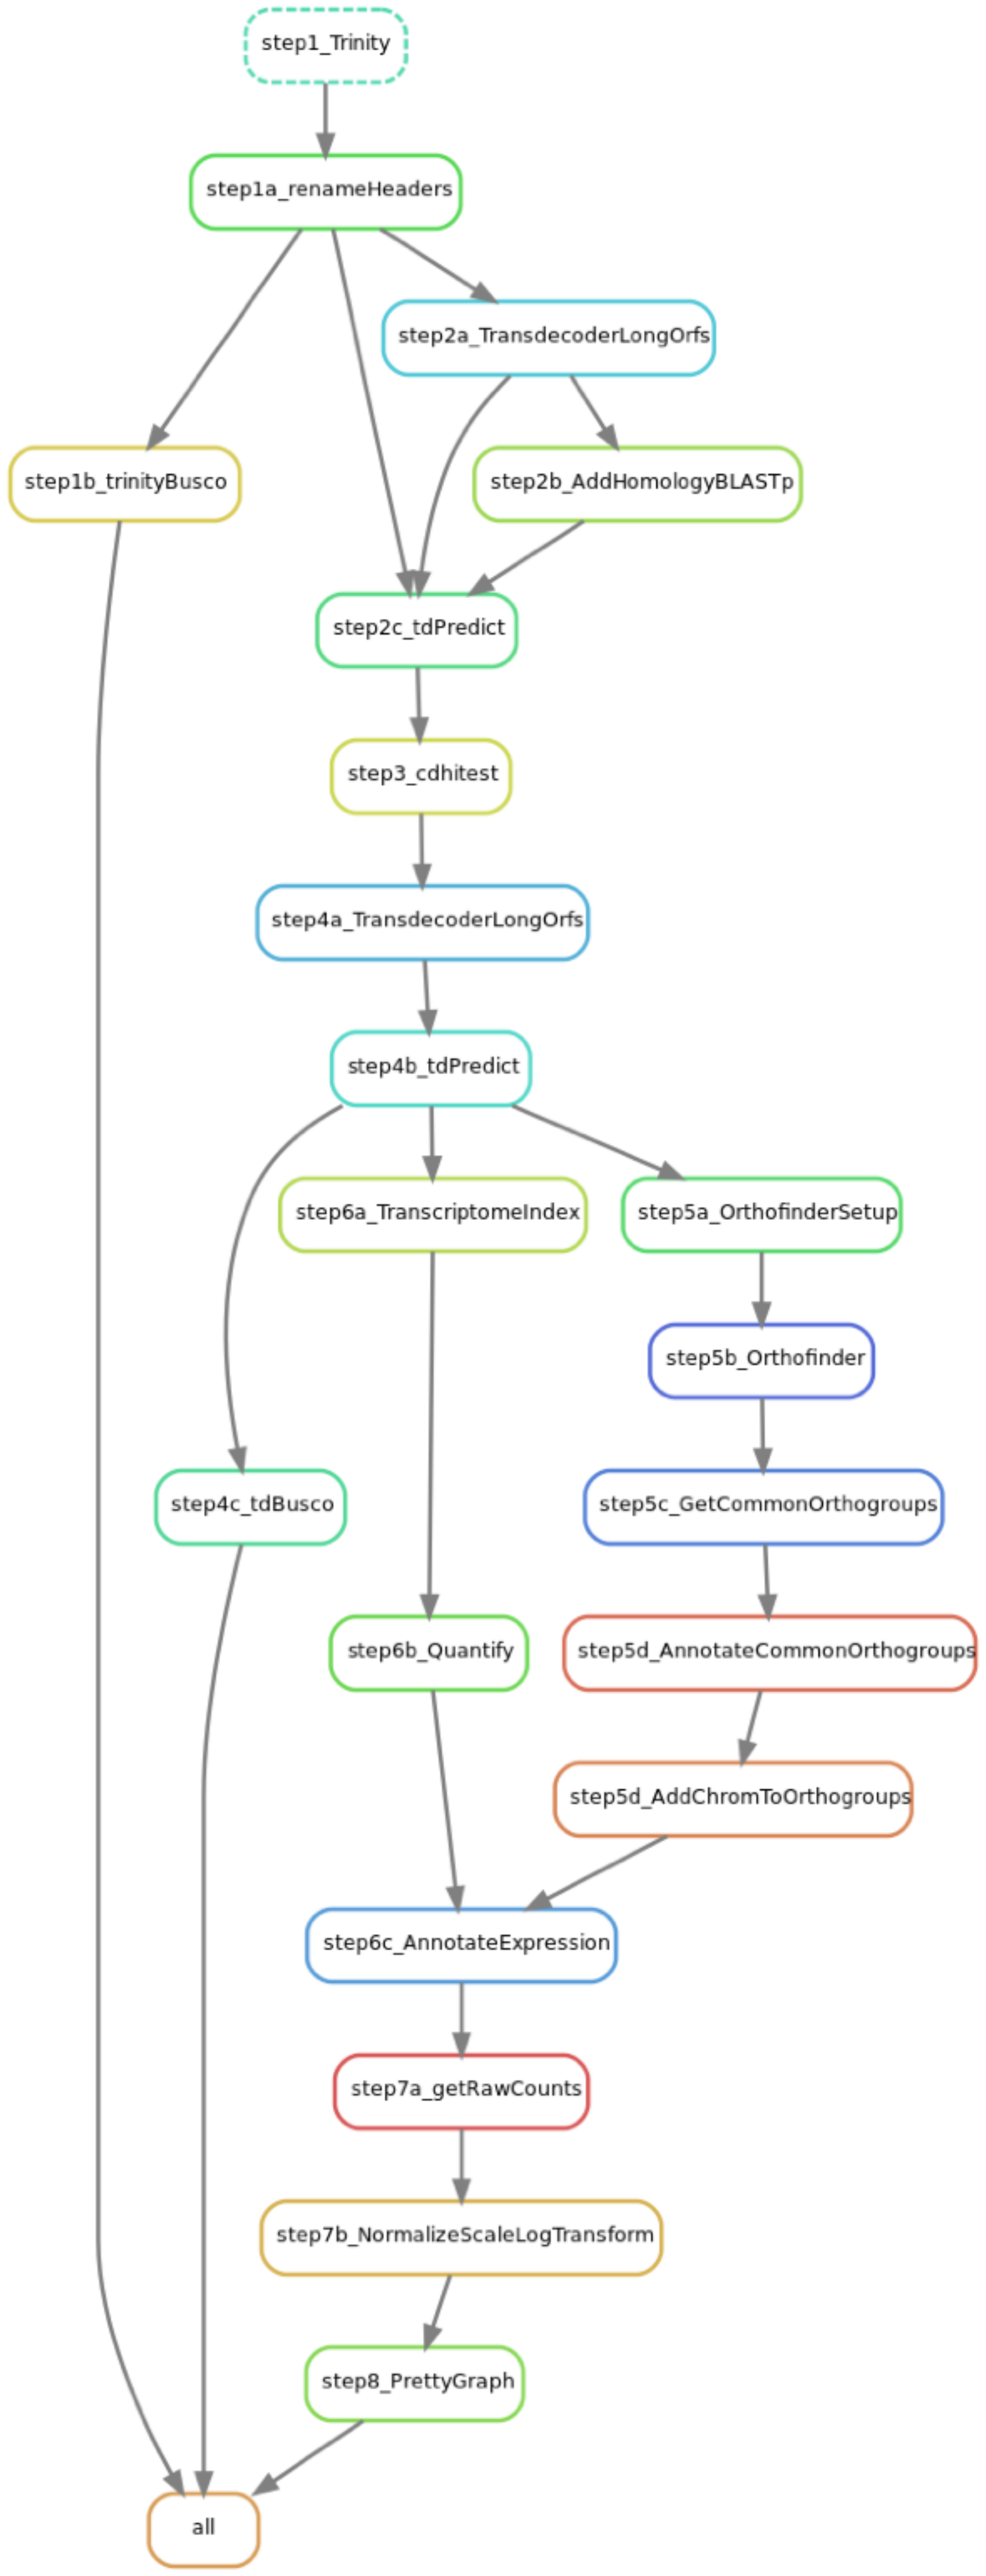 step1_Trinity
step1a_renameHeaders
step2a_TransdecoderLongOrfs
step1b_trinityBusco
step2b_AddHomologyBLASTp
step2c_tdPredict
step3_cdhitest
step4a_TransdecoderLongOrfs
step4b_tdPredict
step6a_TranscriptomeIndex
step5a_OrthofinderSetup
step5b_Orthofinder
step4c_tdBusco
step5c_GetCommonOrthogroups
step6b_Quantify
step5d_AnnotateCommonOrthogroups
step5d_AddChromToOrthogroups
step6c_AnnotateExpression
step7a_getRawCounts
step7b_NormalizeScaleLogTransform
step8_PrettyGraph
all